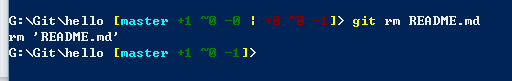 G:\Git\hello [master +1 ~0 -0 | +0 ~0 -1]> git rm README.md
rm 'README.md'
G:\Git\hello [master +1 ~0 -1]>